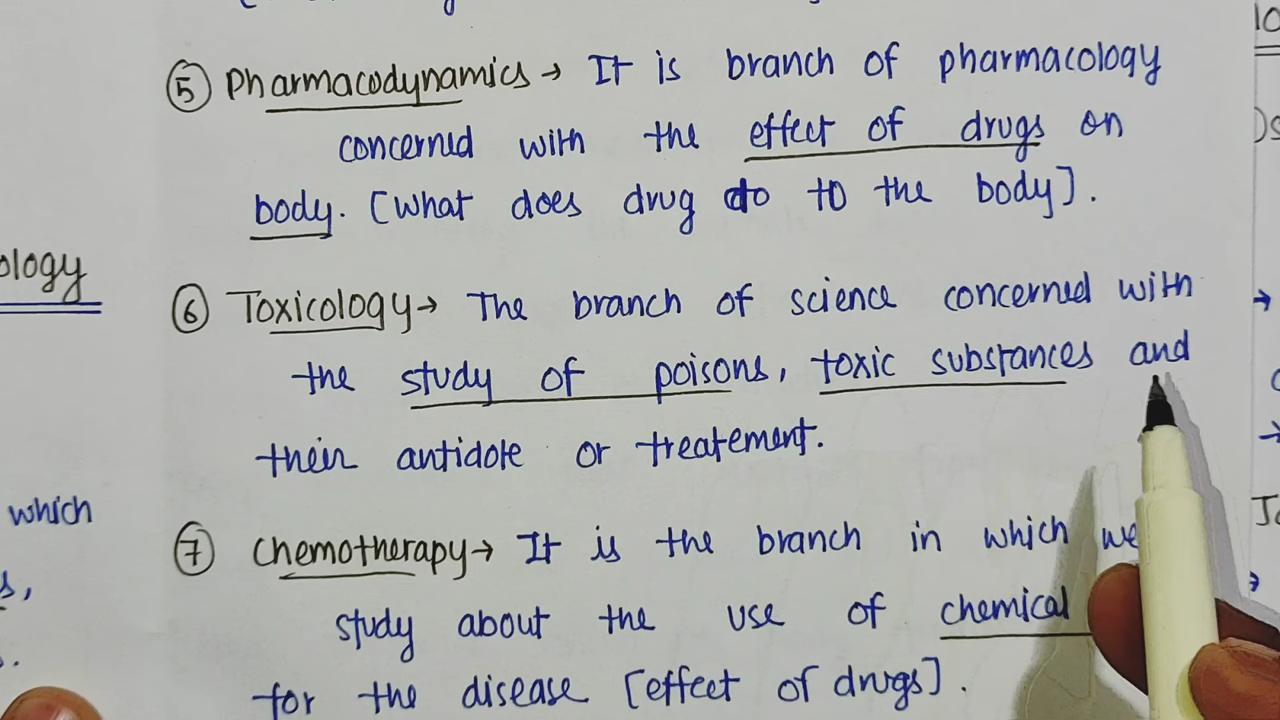 ⑤ Pharmacodynamics → It is branch of pharmacology
concerned with the effect of drugs on
body. [What does drug do to the body].
ology
⑥ Toxicology → The branch of science concerned with
the study of poisons, toxic substances and
their antidote or treatement.
which
⑦ Chemotherapy → It is the branch in which we
study about the use of chemical
for the disease [effect of drugs].